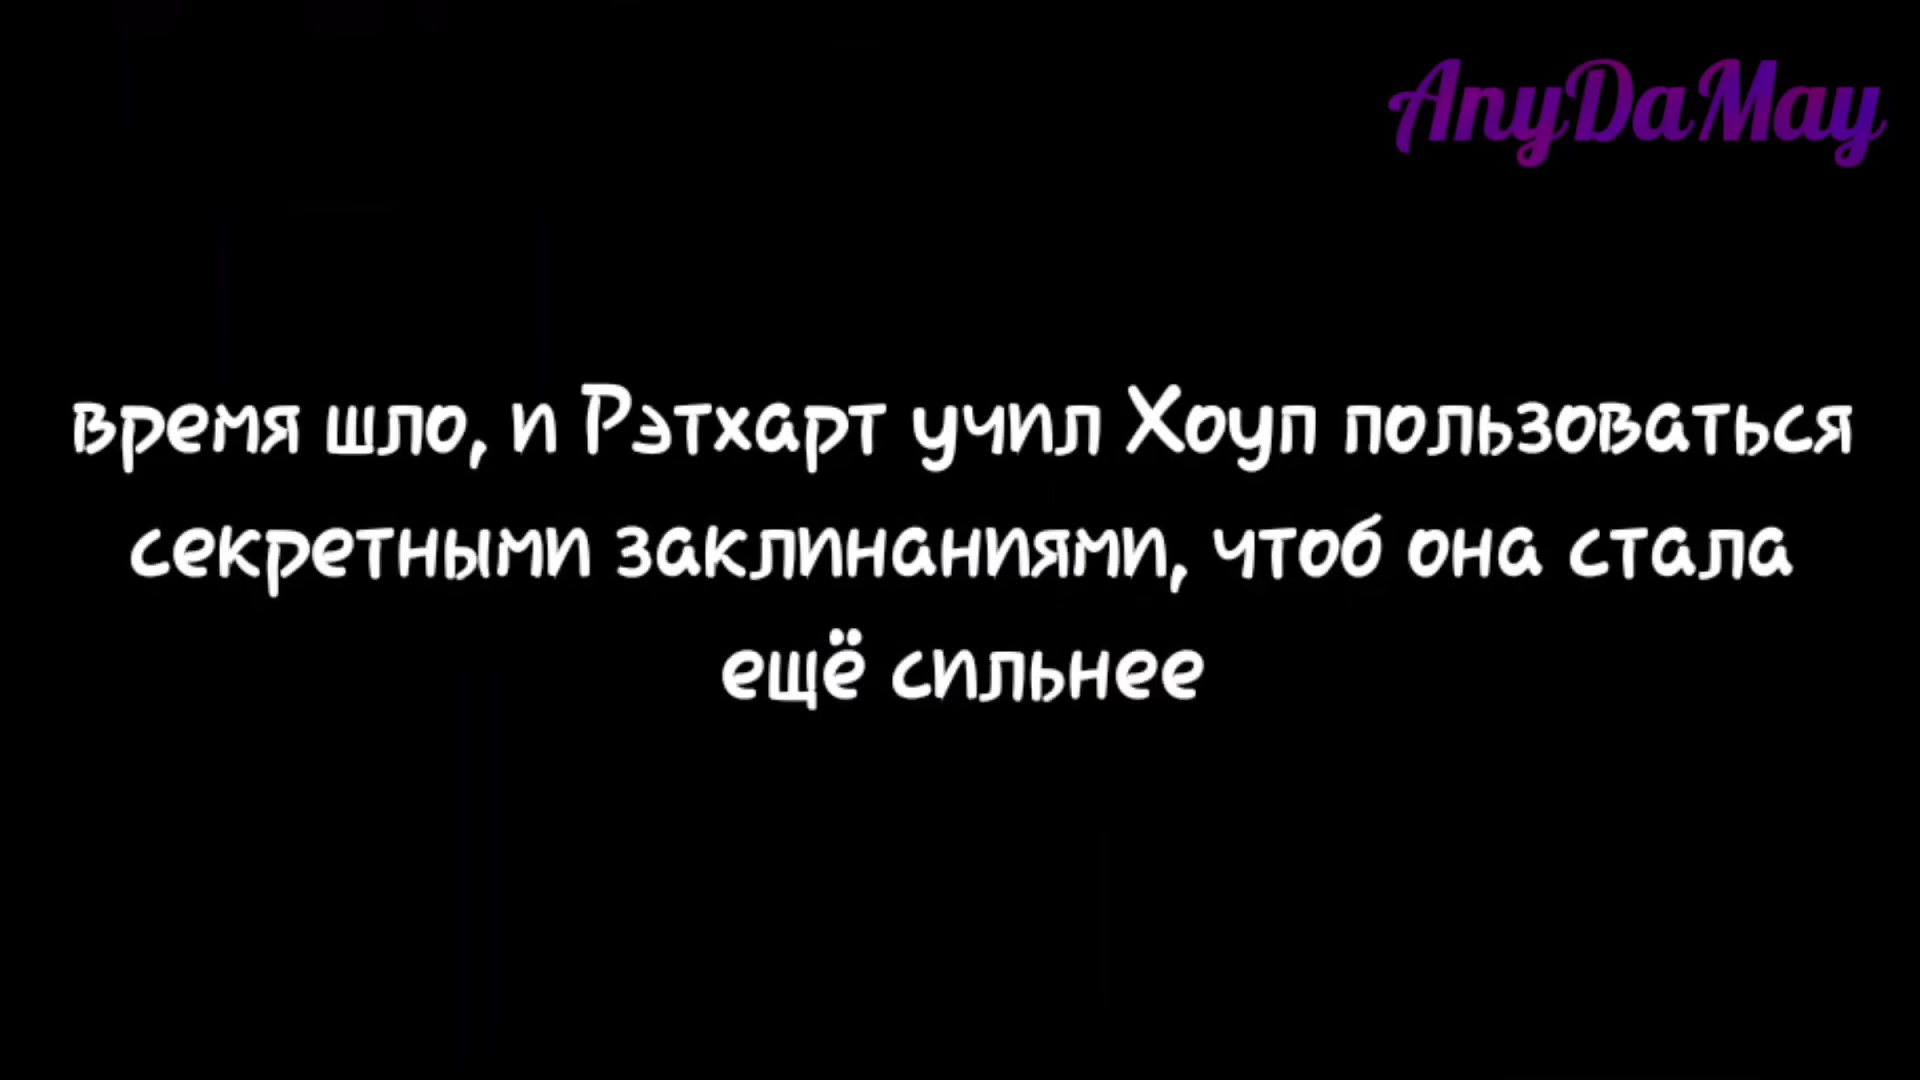 AnyDaMay
время шло, и Рэтхарт учил Хоуп пользоваться
секретными заклинаниями, чтоб она стала
ещё сильнее